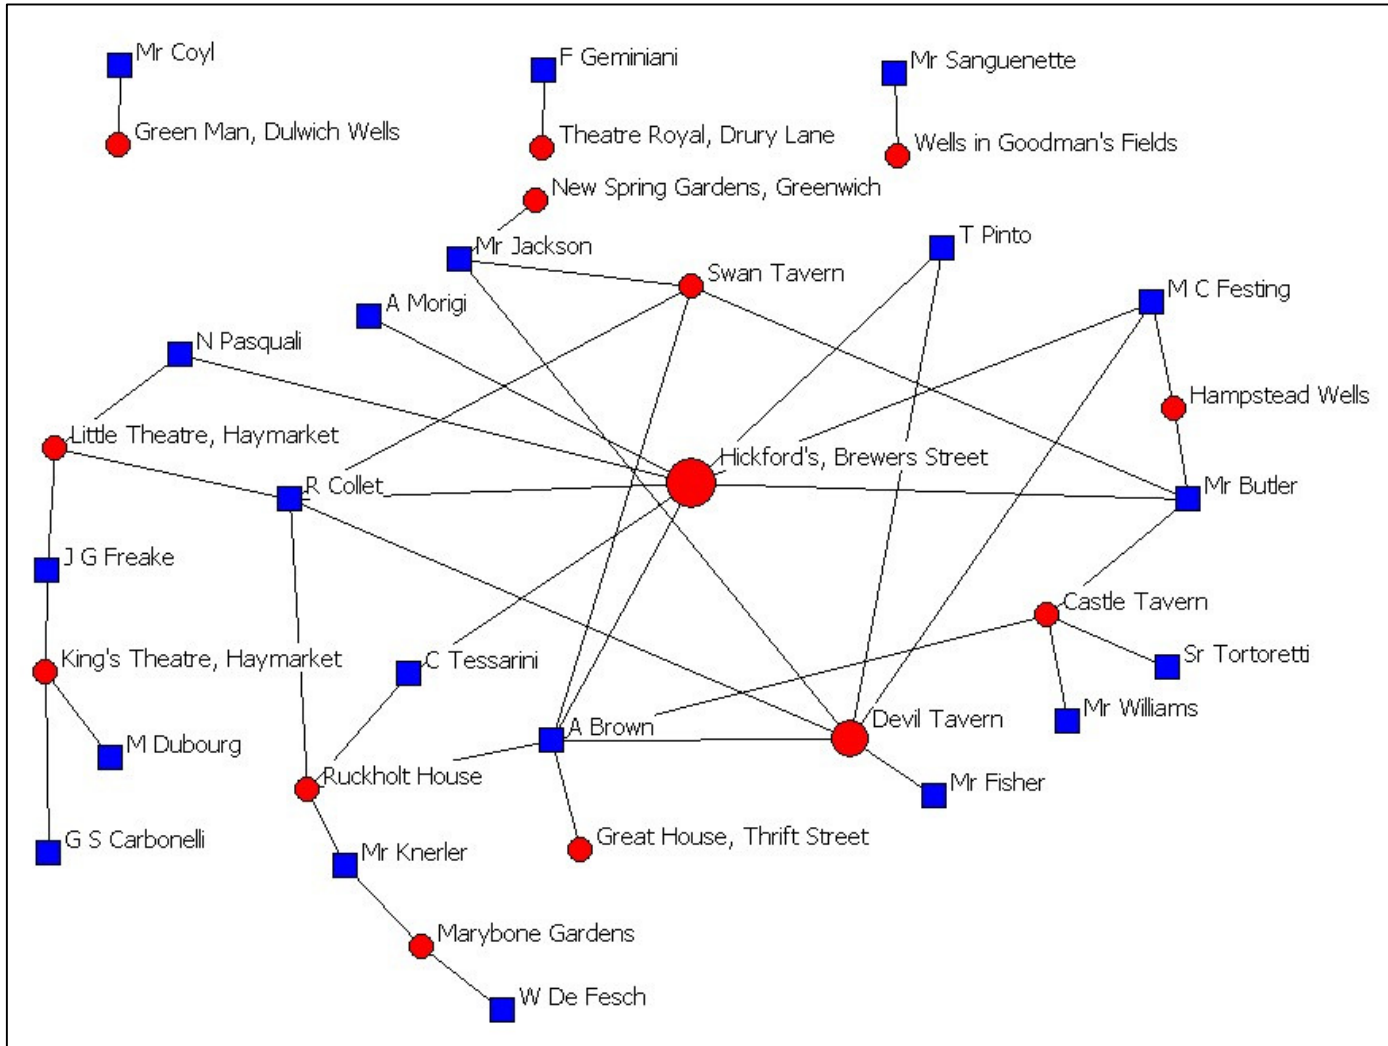 Mr Coyl
F Geminiani
Mr Sanguenette
Green Man, Dulwich Wells
Theatre Royal, Drury Lane
Wells in Goodman's Fields
New Spring Gardens, Greenwich
T Pinto
Mr Jackson
Swan Tavern
M C Festing
A Morigi
N Pasquali
Hampstead Wells
Little Theatre, Haymarket
Hickford's, Brewers Street
R Collet
Mr Butler
J G Freake
Castle Tavern
King's Theatre, Haymarket
C Tessarini
Sr Tortoretti
Mr Williams
Devil Tavern
A Brown
M Dubourg
Ruckholt House
Mr Fisher
Great House, Thrift Street
G S Carbonelli
Mr Knerler
Marybone Gardens
W De Fesch